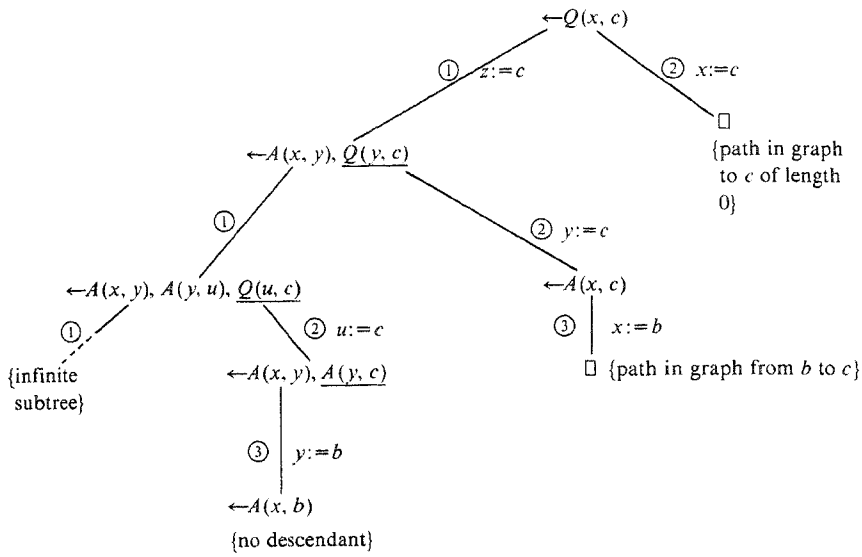 ←Q(x, c)
① z:=c
② x:=c
□
{path in graph
to c of length
0}
←A(x, y), Q(y, c)
①
② y:=c
←A(x, y), A(y, u), Q(u, c)
←A(x, c)
①
② u:=c
③ x:=b
{infinite
subtree}
←A(x, y), A(y, c)
□ {path in graph from b to c}
③ y:=b
←A(x, b)
{no descendant}